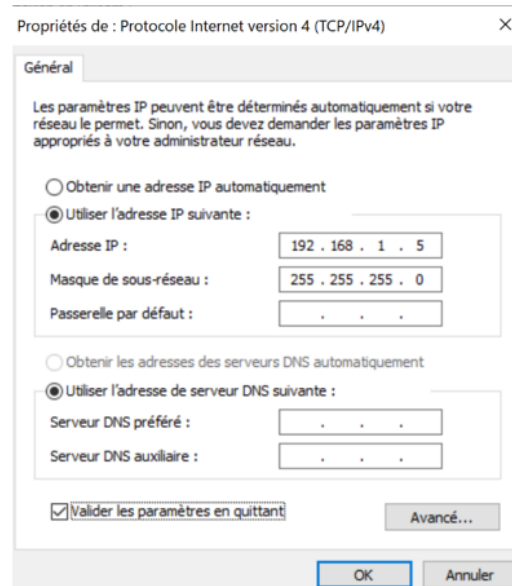 Propriétés de : Protocole Internet version 4 (TCP/IPv4)
Général
Les paramètres IP peuvent être déterminés automatiquement si votre
réseau le permet. Sinon, vous devez demander les paramètres IP
appropriés à votre administrateur réseau.
Obtenir une adresse IP automatiquement
Utiliser l'adresse IP suivante :
Adresse IP : 192 . 168 . 1 . 5
Masque de sous-réseau : 255 . 255 . 255 . 0
Passerelle par défaut : . . .
Obtenir les adresses des serveurs DNS automatiquement
Utiliser l'adresse de serveur DNS suivante :
Serveur DNS préféré : . . .
Serveur DNS auxiliaire : . . .
Valider les paramètres en quittant
Avancé...
OK Annuler